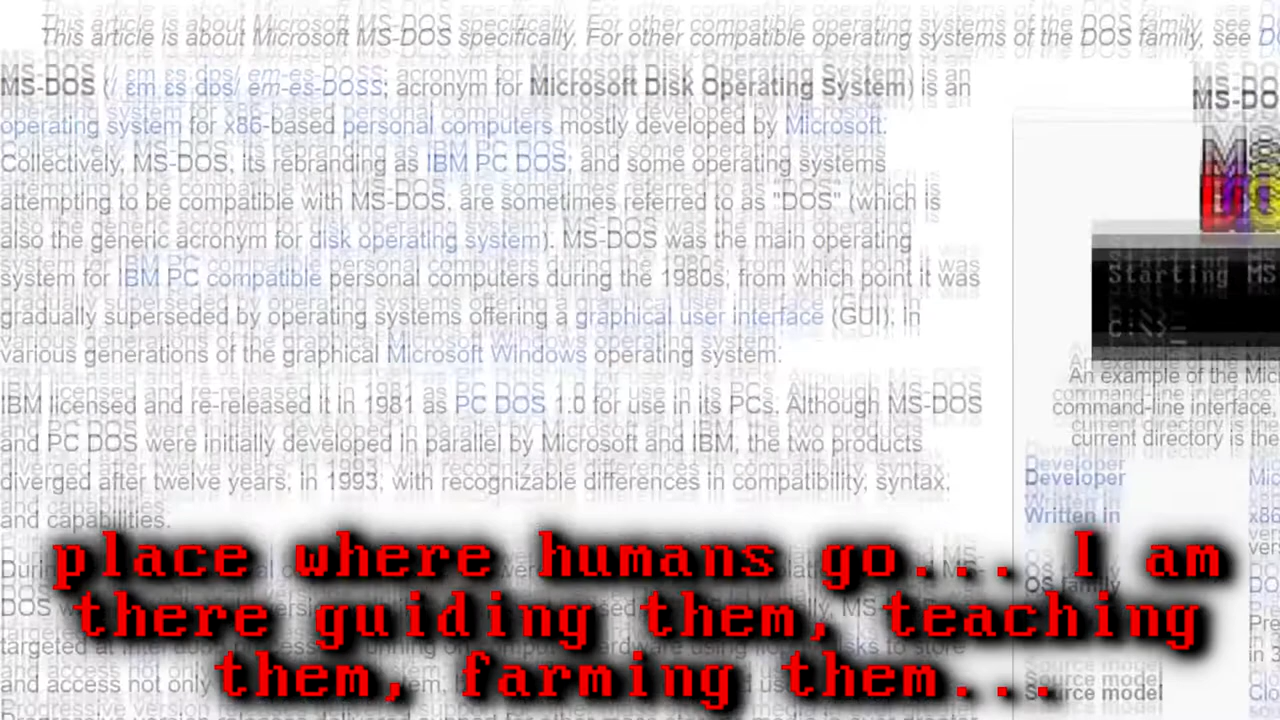 This article is about Microsoft MS-DOS specifically. For other compatible operating systems of the DOS family, see
MS-DOS (/ˌɛmˌɛsˈdɒs/ em-es-DOSS; acronym for Microsoft Disk Operating System) is an
operating system for x86-based personal computers mostly developed by Microsoft.
Collectively, MS-DOS, its rebranding as IBM PC DOS, and some operating systems
attempting to be compatible with MS-DOS, are sometimes referred to as "DOS" (which is
also the generic acronym for disk operating system). MS-DOS was the main operating
system for IBM PC compatible personal computers during the 1980s, from which point it was
gradually superseded by operating systems offering a graphical user interface (GUI), in
various generations of the graphical Microsoft Windows operating system.
IBM licensed and re-released it in 1981 as PC DOS 1.0 for use in its PCs. Although MS-DOS
and PC DOS were initially developed in parallel by Microsoft and IBM, the two products
diverged after twelve years, in 1993, with recognizable differences in compatibility, syntax,
and capabilities.
MS-DO
MS
DO
Starting MS
C:\>_
An example of the Mic
command-line interface,
current directory is the
Developer
Written in
OS family
Source model
place where humans go... I am
there guiding them, teaching
them, farming them...